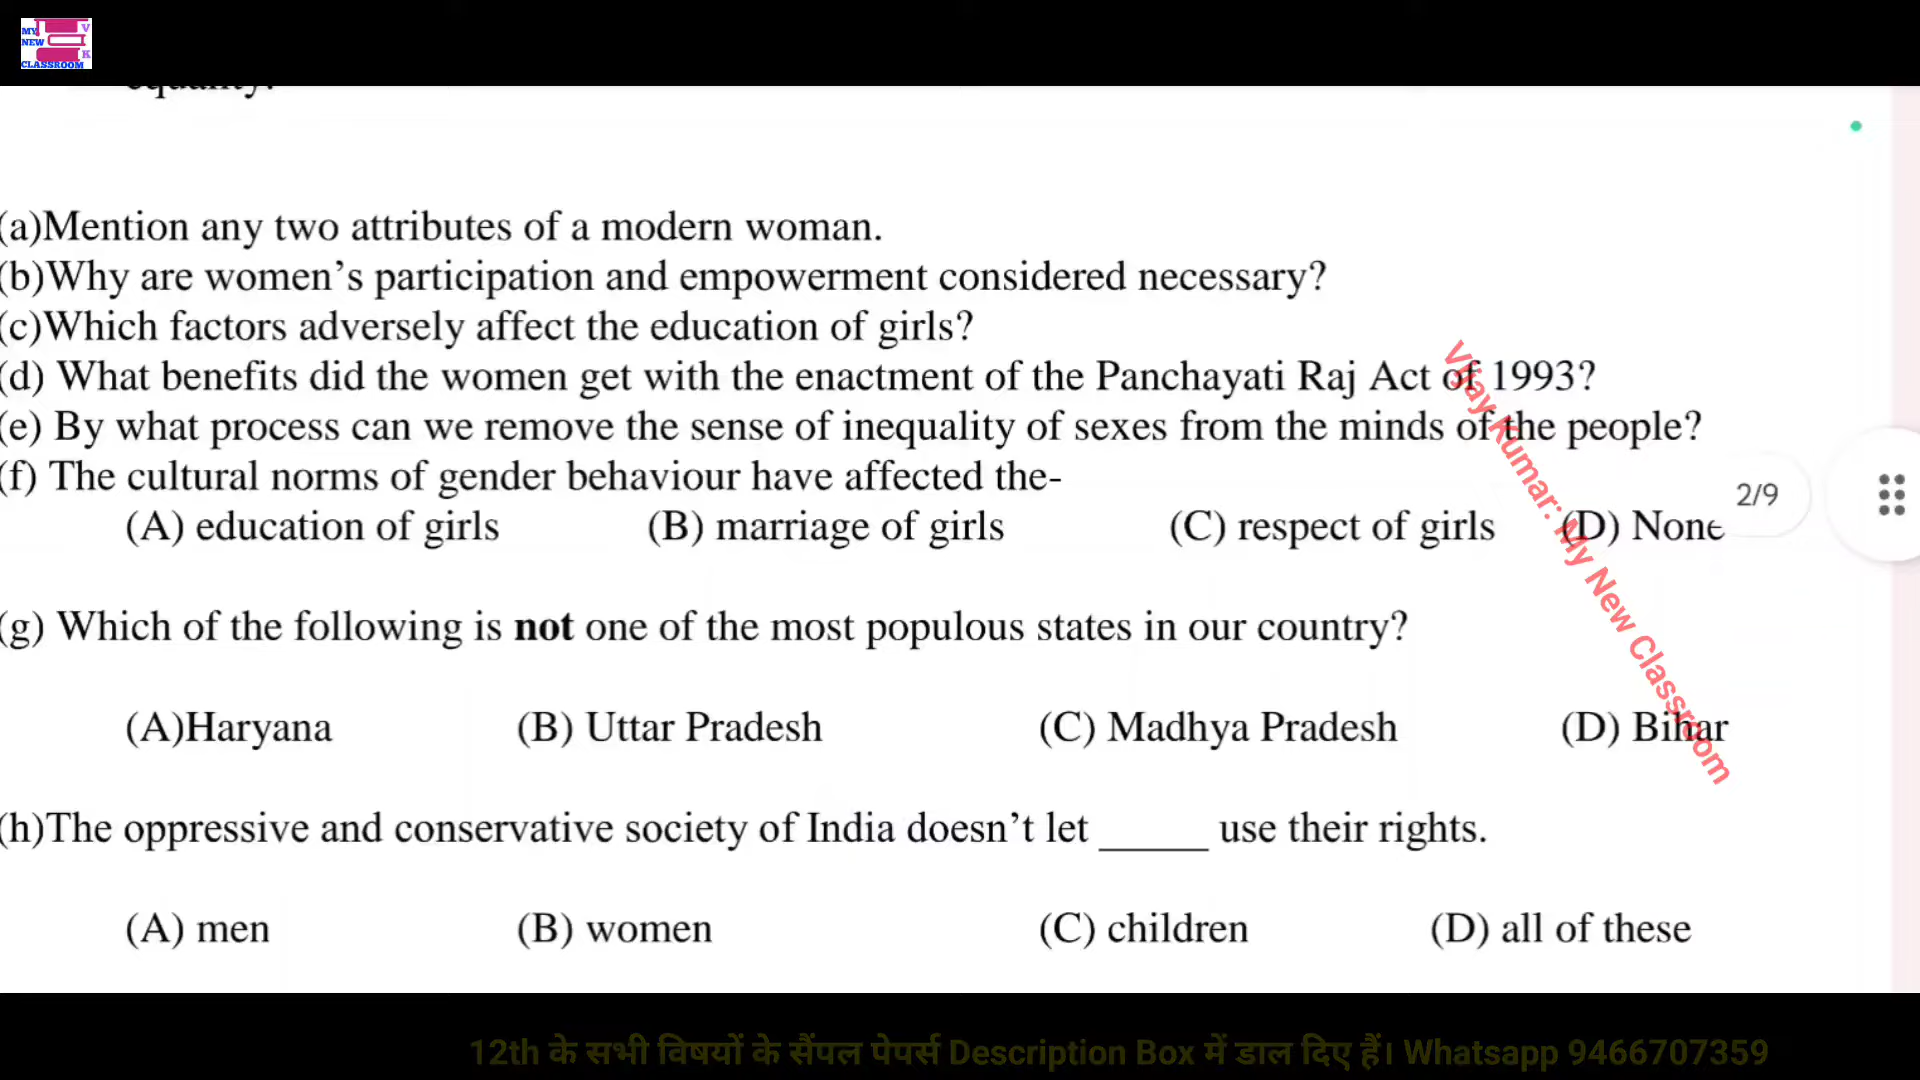 MY NEW CLASSROOM V K
equality.
(a)Mention any two attributes of a modern woman.
(b)Why are women’s participation and empowerment considered necessary?
(c)Which factors adversely affect the education of girls?
(d) What benefits did the women get with the enactment of the Panchayati Raj Act of 1993?
(e) By what process can we remove the sense of inequality of sexes from the minds of the people?
(f) The cultural norms of gender behaviour have affected the-
(A) education of girls (B) marriage of girls (C) respect of girls (D) None
2/9
(g) Which of the following is not one of the most populous states in our country?
(A)Haryana (B) Uttar Pradesh (C) Madhya Pradesh (D) Bihar
(h)The oppressive and conservative society of India doesn’t let _____ use their rights.
(A) men (B) women (C) children (D) all of these
Vijay Kumar: My New Classroom
12th के सभी विषयों के सैंपल पेपर्स Description Box में डाल दिए हैं। Whatsapp 9466707359